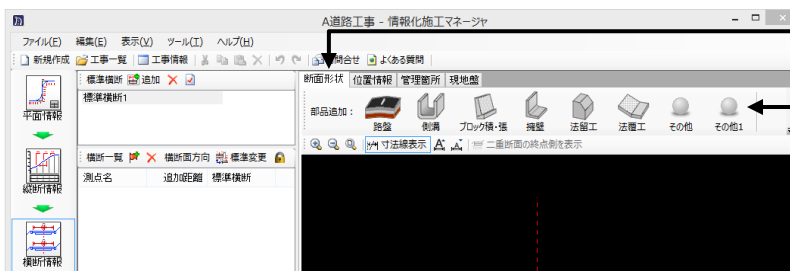 A道路工事 - 情報化施工マネージャ
ファイル(F) 編集(E) 表示(V) ツール(T) ヘルプ(H)
新規作成 工事一覧 工事情報 問合せ よくある質問
標準横断 追加
標準横断1
平面情報
縦断情報
横断情報
横断一覧 横断面方向 標準変更
測点名 追加距離 標準横断
断面形状 位置情報 管理箇所 現地盤
部品追加：
路盤 側溝 ブロック積・張 擁壁 法留工 法覆工 その他 その他1
寸法線表示 A A 二重断面の終点側を表示